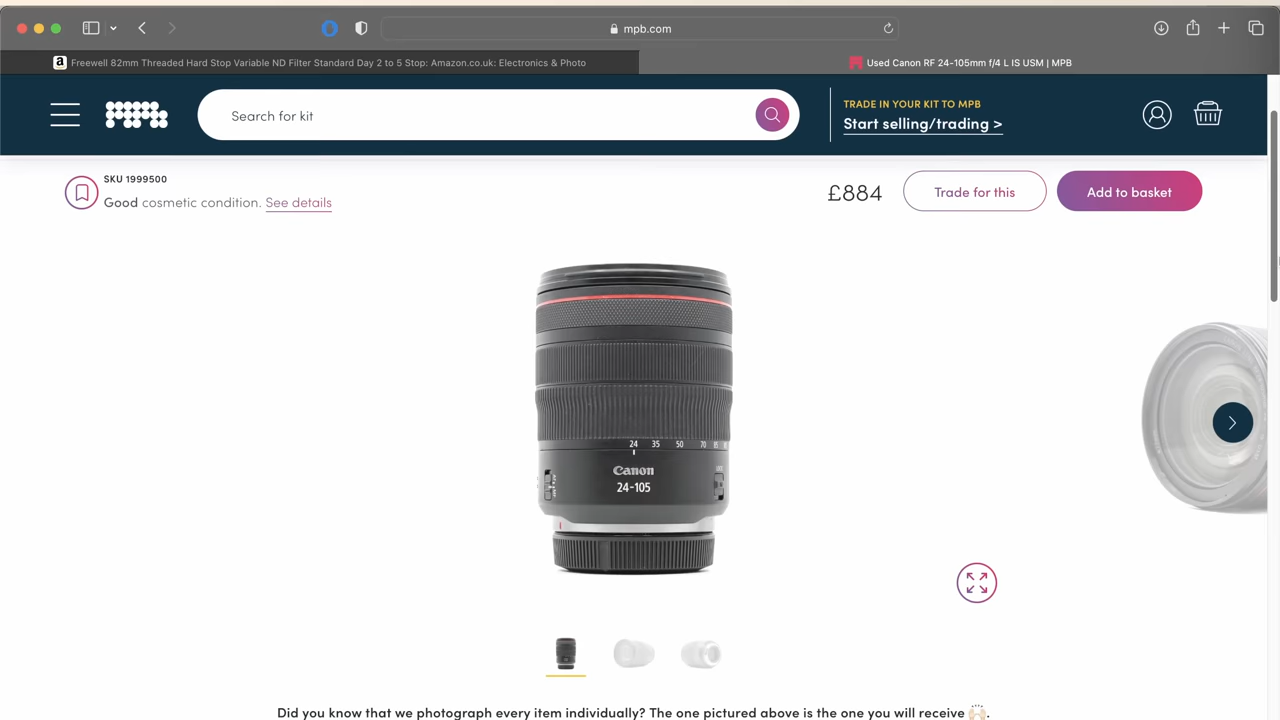 mpb.com
Freewell 82mm Threaded Hard Stop Variable ND Filter Standard Day 2 to 5 Stop: Amazon.co.uk: Electronics & Photo
Used Canon RF 24-105mm f/4 L IS USM | MPB
Search for kit
TRADE IN YOUR KIT TO MPB
Start selling/trading >
SKU 1999500
Good cosmetic condition. See details
£884
Trade for this
Add to basket
24 35 50 70 85
Canon
24-105
Did you know that we photograph every item individually? The one pictured above is the one you will receive 🙌🏻.